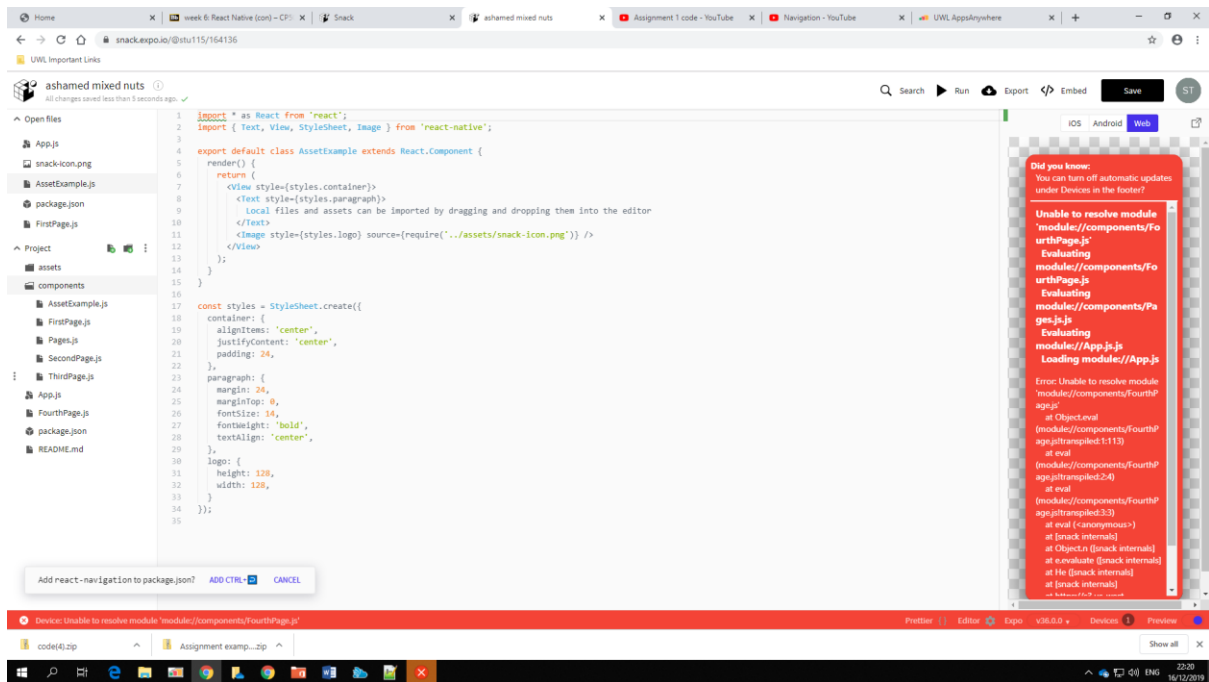 Home
week 6: React Native (con) – CPS
Snack
ashamed mixed nuts
Assignment 1 code - YouTube
Navigation - YouTube
UWL AppsAnywhere
snack.expo.io/@stu115/164136
UWL Important Links
ashamed mixed nuts
All changes saved less than 5 seconds ago.
Search
Run
Export
Embed
Save
ST
Open files
App.js
snack-icon.png
AssetExample.js
package.json
FirstPage.js
Project
assets
components
AssetExample.js
FirstPage.js
Pages.js
SecondPage.js
ThirdPage.js
App.js
FourthPage.js
package.json
README.md
1 import * as React from 'react';
2 import { Text, View, StyleSheet, Image } from 'react-native';
3
4 export default class AssetExample extends React.Component {
5 render() {
6 return (
7 <View style={styles.container}>
8 <Text style={styles.paragraph}>
9 Local files and assets can be imported by dragging and dropping them into the editor
10 </Text>
11 <Image style={styles.logo} source={require('../assets/snack-icon.png')} />
12 </View>
13 );
14 }
15 }
16
17 const styles = StyleSheet.create({
18 container: {
19 alignItems: 'center',
20 justifyContent: 'center',
21 padding: 24,
22 },
23 paragraph: {
24 margin: 24,
25 marginTop: 0,
26 fontSize: 14,
27 fontWeight: 'bold',
28 textAlign: 'center',
29 },
30 logo: {
31 height: 128,
32 width: 128,
33 }
34 });
35
iOS Android Web
Did you know:
You can turn off automatic updates
under Devices in the footer?
Unable to resolve module
'module://components/Fo
urthPage.js'
Evaluating
module://components/Fo
urthPage.js
Evaluating
module://components/Pa
ges.js.js
Evaluating
module://App.js.js
Loading module://App.js
Error: Unable to resolve module
'module://components/FourthP
age.js'
at Object.eval
(module://components/FourthP
age.js!transpiled:1:113)
at eval
(module://components/FourthP
age.js!transpiled:2:4)
at eval
(module://components/FourthP
age.js!transpiled:3:3)
at eval (<anonymous>)
at [snack internals]
at Object.n ([snack internals]
at e.evaluate ([snack internals]
at He ([snack internals]
at [snack internals]
Add react-navigation to package.json? ADD CTRL+ CANCEL
Device: Unable to resolve module 'module://components/FourthPage.js'
Prettier {} Editor Expo v36.0.0 Devices 1 Preview
code(4).zip
Assignment examp....zip
Show all
ENG
22:20
16/12/2019